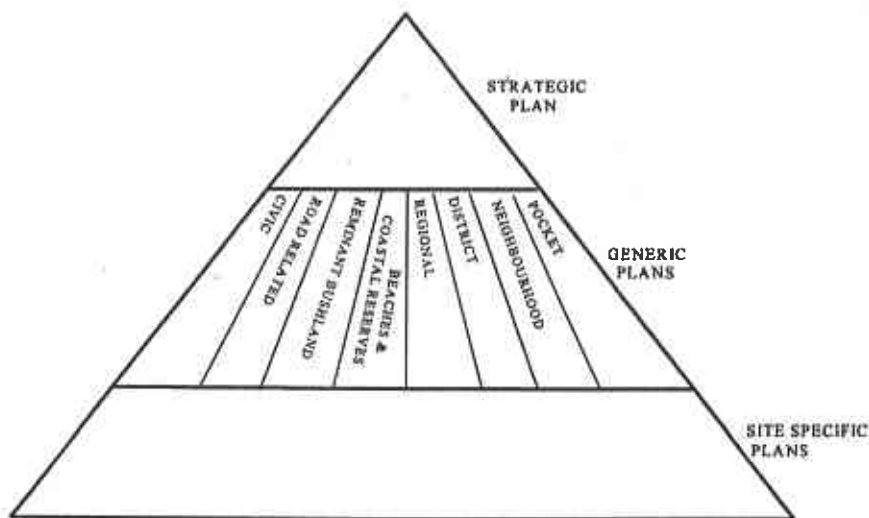 STRATEGIC
PLAN
CIVIC
ROAD RELATED
REMNANT BUSHLAND
BEACHES &
COASTAL RESERVES
REGIONAL
DISTRICT
NEIGHBOURHOOD
POCKET
GENERIC
PLANS
SITE SPECIFIC
PLANS